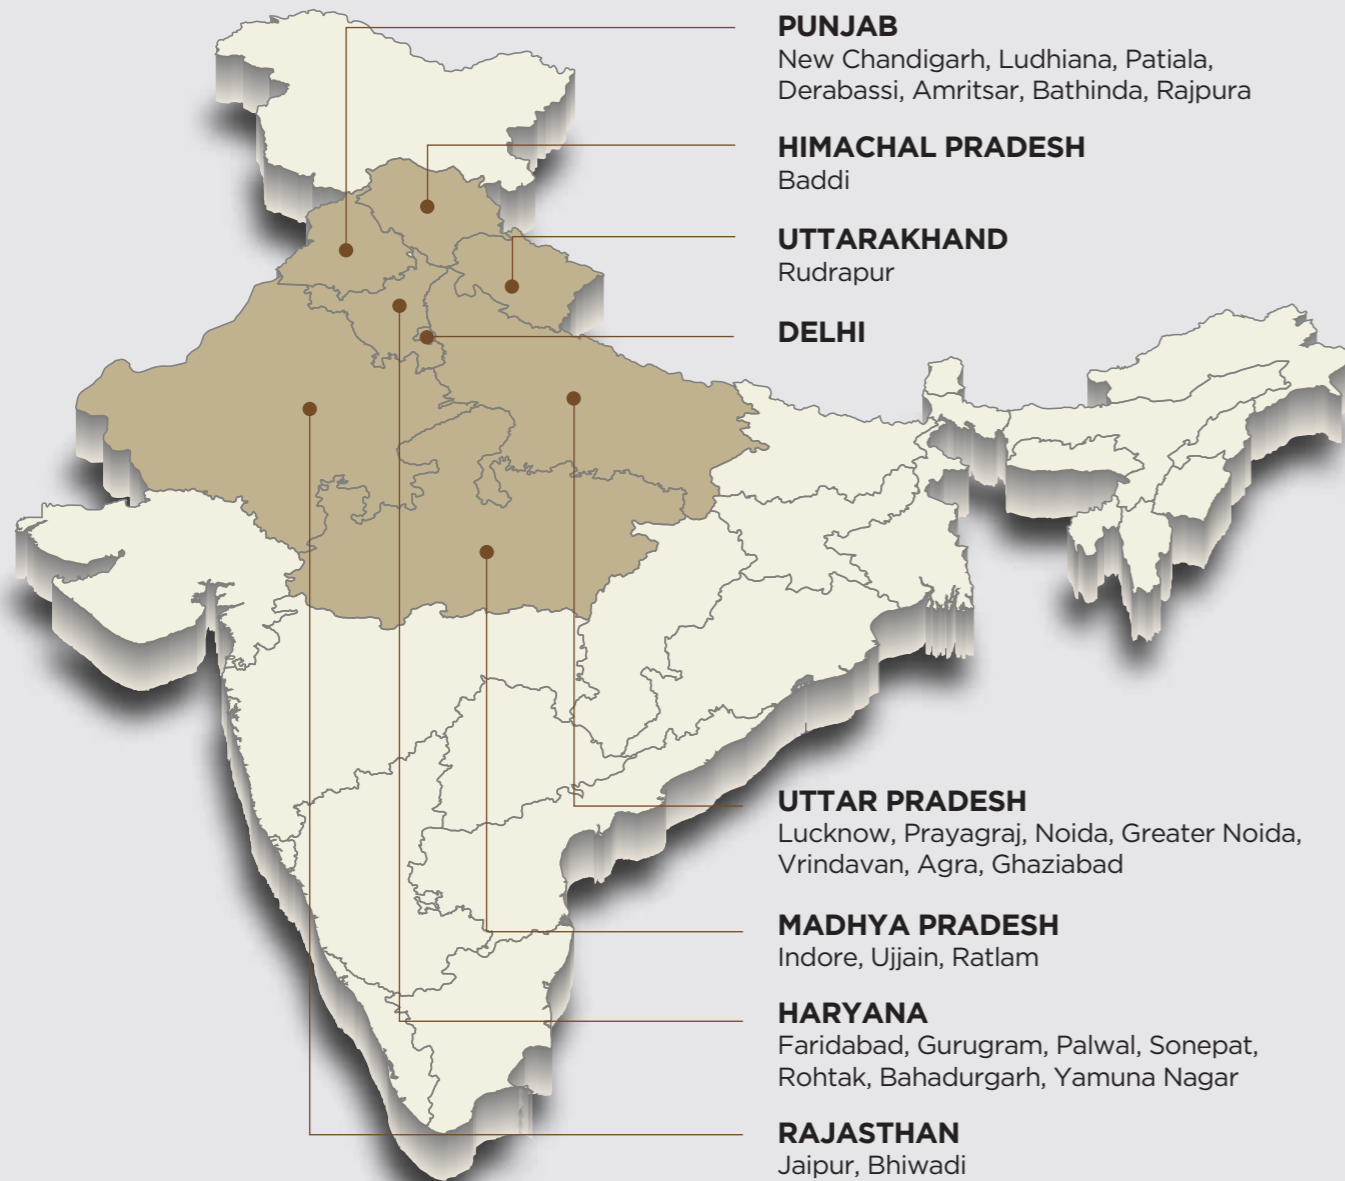 PUNJAB
New Chandigarh, Ludhiana, Patiala,
Derabassi, Amritsar, Bathinda, Rajpura
HIMACHAL PRADESH
Baddi
UTTARAKHAND
Rudrapur
DELHI
UTTAR PRADESH
Lucknow, Prayagraj, Noida, Greater Noida,
Vrindavan, Agra, Ghaziabad
MADHYA PRADESH
Indore, Ujjain, Ratlam
HARYANA
Faridabad, Gurugram, Palwal, Sonepat,
Rohtak, Bahadurgarh, Yamuna Nagar
RAJASTHAN
Jaipur, Bhiwadi